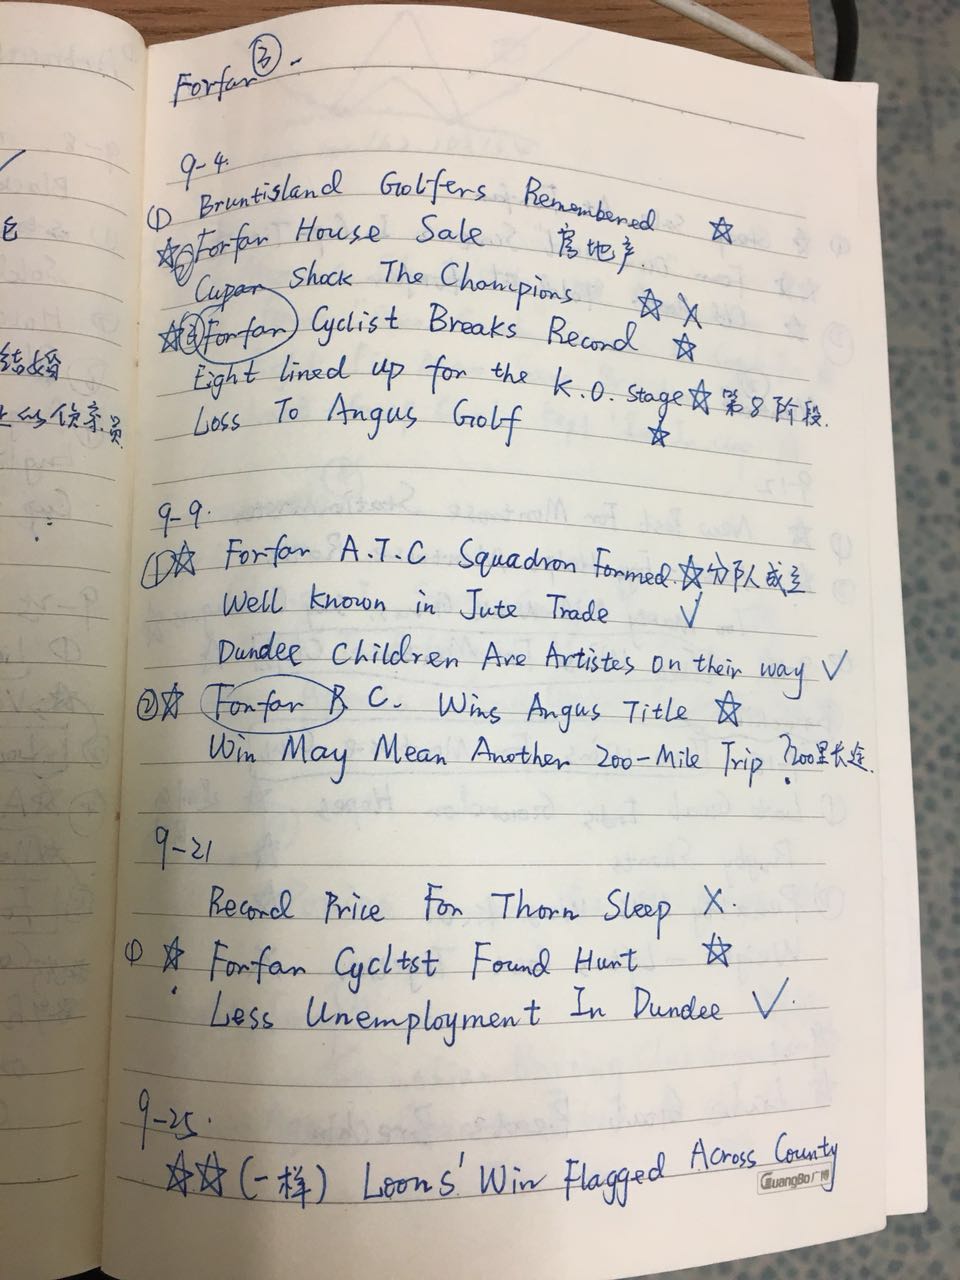 Forfar ③.
9-4.
① Bruntisland Golfers Remembered ☆
☆② Forfar House Sale 房地产.
Cupar Shock The Champions ☆ X
☆③ Forfar Cyclist Breaks Record ☆
Eight lined up for the K.O. stage ☆ 第8阶段.
Loss To Angus Golf ☆
9-9.
①☆ Forfar A.T.C Squadron Formed. ☆分队成立
Well Known in Jute Trade ✓
Dundee Children Are Artistes on their way ✓
②☆ Forfar R C. Wins Angus Title ☆
Win May Mean Another 200-Mile Trip ? 200里长途.
9-21
Record Price For Thorn Sleep X.
① ☆ Forfar Cycltst Found Hunt ☆
Less Unemployment In Dundee ✓.
9-25.
☆☆(一样) Loons' Win Flagged Across County
GuangBo广博
结婚
员
?